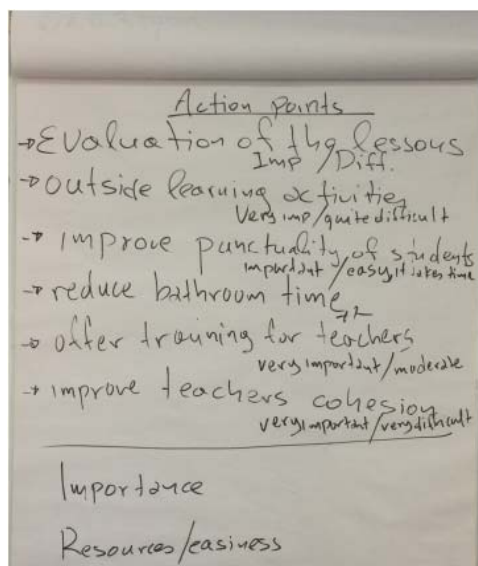 Action points
→ Evaluation of the lessons
Imp / Diff.
→ outside learning activities
Very imp/quite difficult
→ improve punctuality of students
important / easy, it takes time
→ reduce bathroom time
→ offer training for teachers
very important/moderate
→ improve teachers cohesion
very important/very difficult
Importance
Resources/easiness